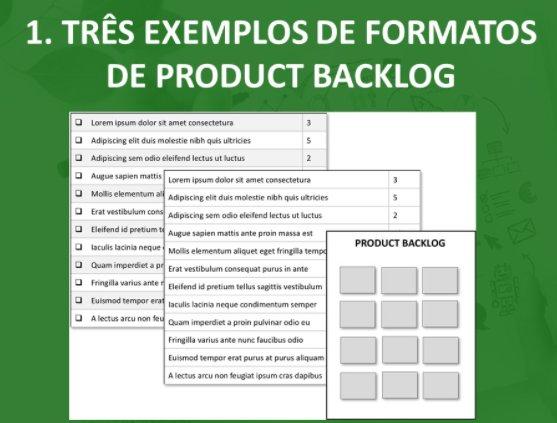 1. TRÊS EXEMPLOS DE FORMATOS
DE PRODUCT BACKLOG
Lorem ipsum dolor sit amet consectetura 3
Adipiscing elit duis molestie nibh quis ultricies 5
Adipiscing sem odio eleifend lectus ut luctus 2
Augue sapien mattis
Mollis elementum ali
Erat vestibulum cons
Eleifend id pretium te
Iaculis lacinia neque
Quam imperdiet a pr
Fringilla varius ante
Euismod tempor erat
A lectus arcu non feu
Lorem ipsum dolor sit amet consectetura 3
Adipiscing elit duis molestie nibh quis ultricies 5
Adipiscing sem odio eleifend lectus ut luctus 2
Augue sapien mattis ante proin massa est
Mollis elementum aliquet eget fringilla tempo
Erat vestibulum consequat purus in ante
Eleifend id pretium tellus sagittis vestibulum
Iaculis lacinia neque condimentum semper
Quam imperdiet a proin pulvinar odio eu
Fringilla varius ante nunc faucibus odio
Euismod tempor erat purus at purus aliquam
A lectus arcu non feugiat ipsum cras dapibus
PRODUCT BACKLOG